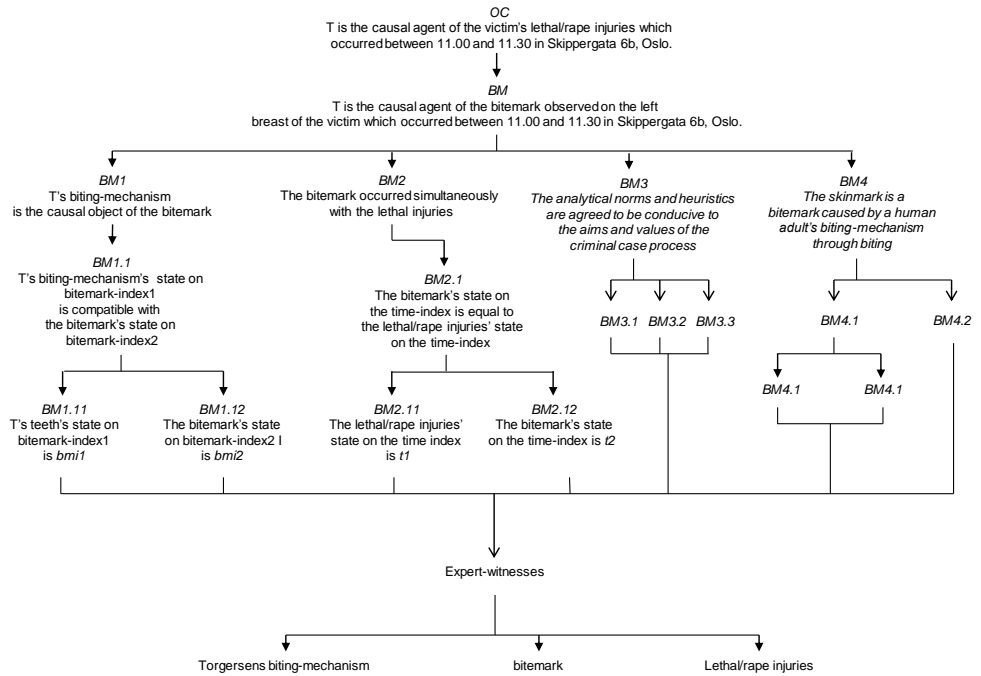 OC
T is the causal agent of the victim's lethal/rape injuries which
occurred between 11.00 and 11.30 in Skippergata 6b, Oslo.
BM
T is the causal agent of the bitemark observed on the left
breast of the victim which occurred between 11.00 and 11.30 in Skippergata 6b, Oslo.
BM1
T's biting-mechanism
is the causal object of the bitemark
BM2
The bitemark occurred simultaneously
with the lethal injuries
BM3
The analytical norms and heuristics
are agreed to be conducive to
the aims and values of the
criminal case process
BM4
The skinmark is a
bitemark caused by a human
adult's biting-mechanism
through biting
BM1.1
T's biting-mechanism's state on
bitemark-index1
is compatible with
the bitemark's state on
bitemark-index2
BM2.1
The bitemark's state on
the time-index is equal to
the lethal/rape injuries' state
on the time-index
BM3.1 BM3.2 BM3.3
BM4.1
BM4.2
BM4.1
BM4.1
BM1.11
T's teeth's state on
bitemark-index1
is bmi1
BM1.12
The bitemark's state
on bitemark-index2 I
is bmi2
BM2.11
The lethal/rape injuries'
state on the time index
is t1
BM2.12
The bitemark's state
on the time-index is t2
Expert-witnesses
Torgersens biting-mechanism
bitemark
Lethal/rape injuries